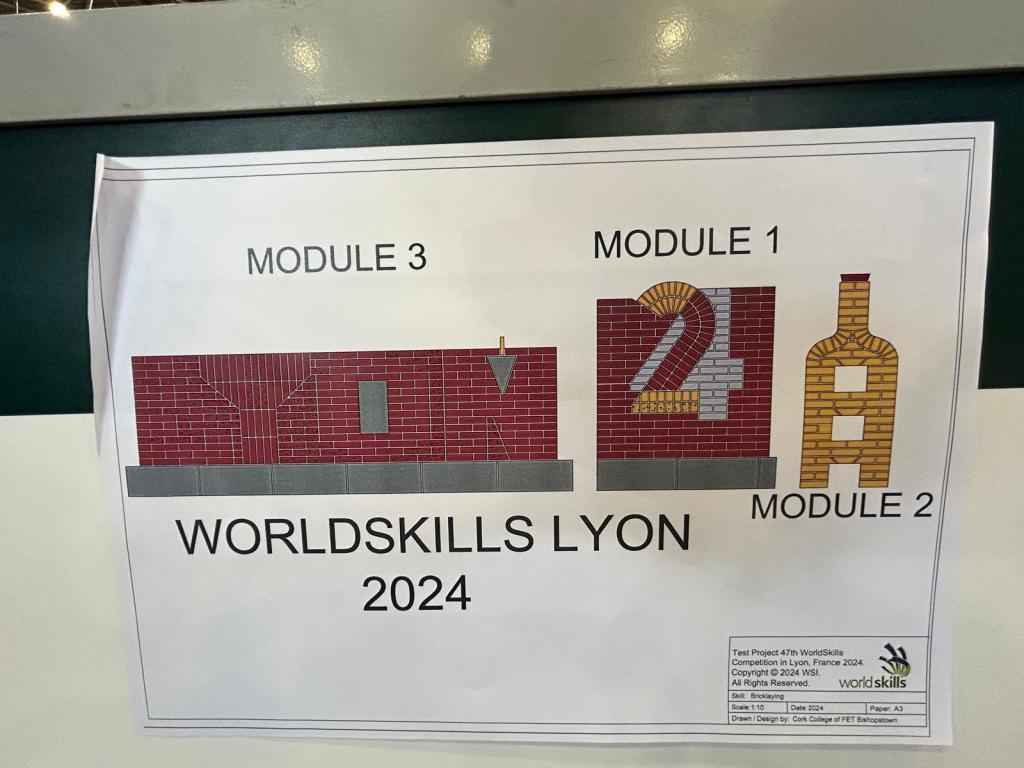 MODULE 3
MODULE 1
24
MODULE 2
WORLDSKILLS LYON
2024
Test Project 47th WorldSkills
Competition in Lyon, France 2024.
Copyright © 2024 WSI.
All Rights Reserved.
worldskills
Skill: Bricklaying
Scale:1:10 Date:2024 Paper: A3
Drawn / Design by: Cork College of FET Bishopstown